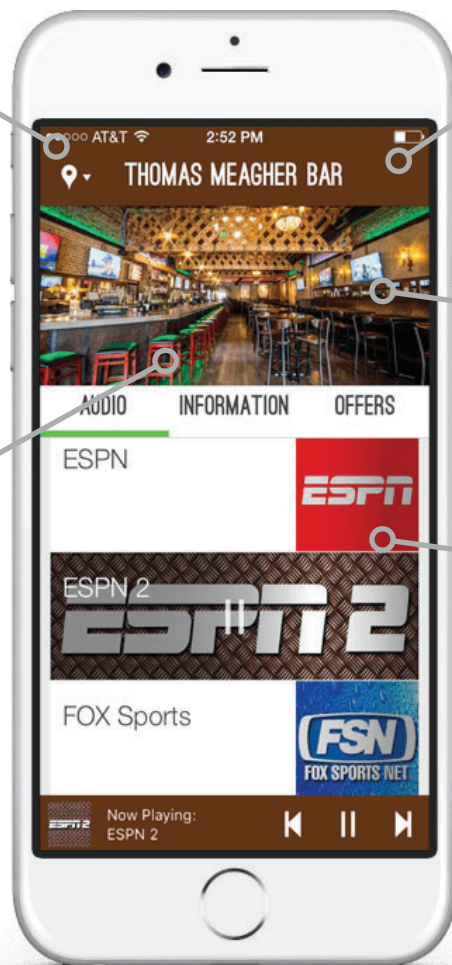 AT&T 2:52 PM
THOMAS MEAGHER BAR
AUDIO INFORMATION OFFERS
ESPN
ESPN
ESPN 2
ESPN 2
FOX Sports
FSN
FOX SPORTS NET
ESPN 2
Now Playing:
ESPN 2